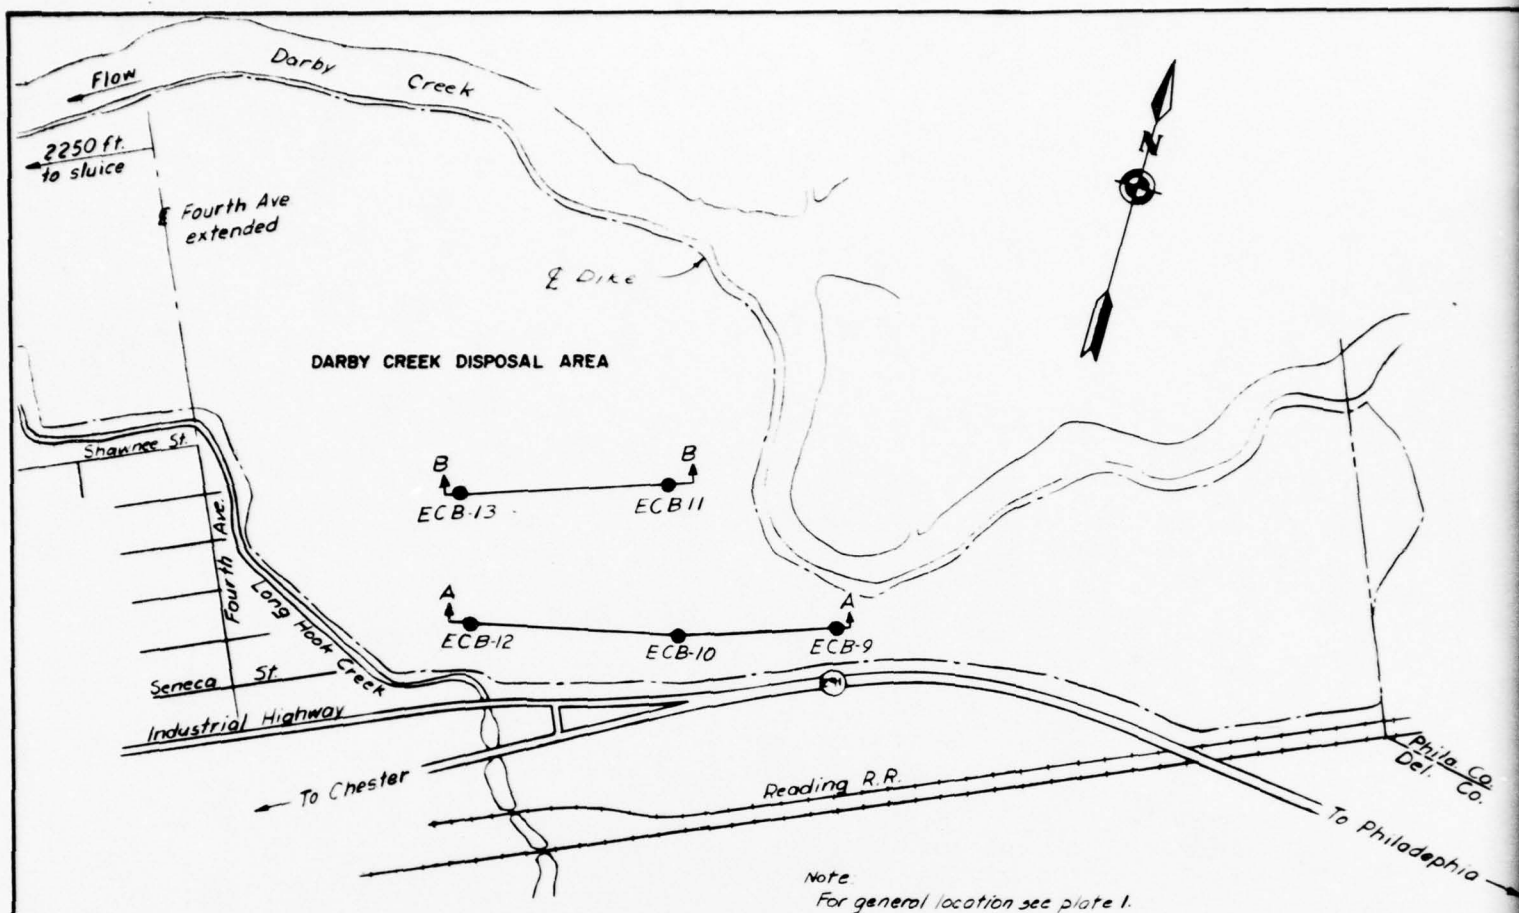 Darby Creek
Flow
2250 ft.
to sluice
N
Fourth Ave
extended
℄ DIKE
DARBY CREEK DISPOSAL AREA
Shawnee St.
B
B
ECB-13
ECB 11
Fourth Ave.
Long Hook Creek
A
A
ECB-12
ECB-10
ECB-9
Seneca St.
Industrial Highway
To Chester
Reading R.R.
Phila Co.
Del. Co.
To Philadephia
Note
For general location see plate 1.